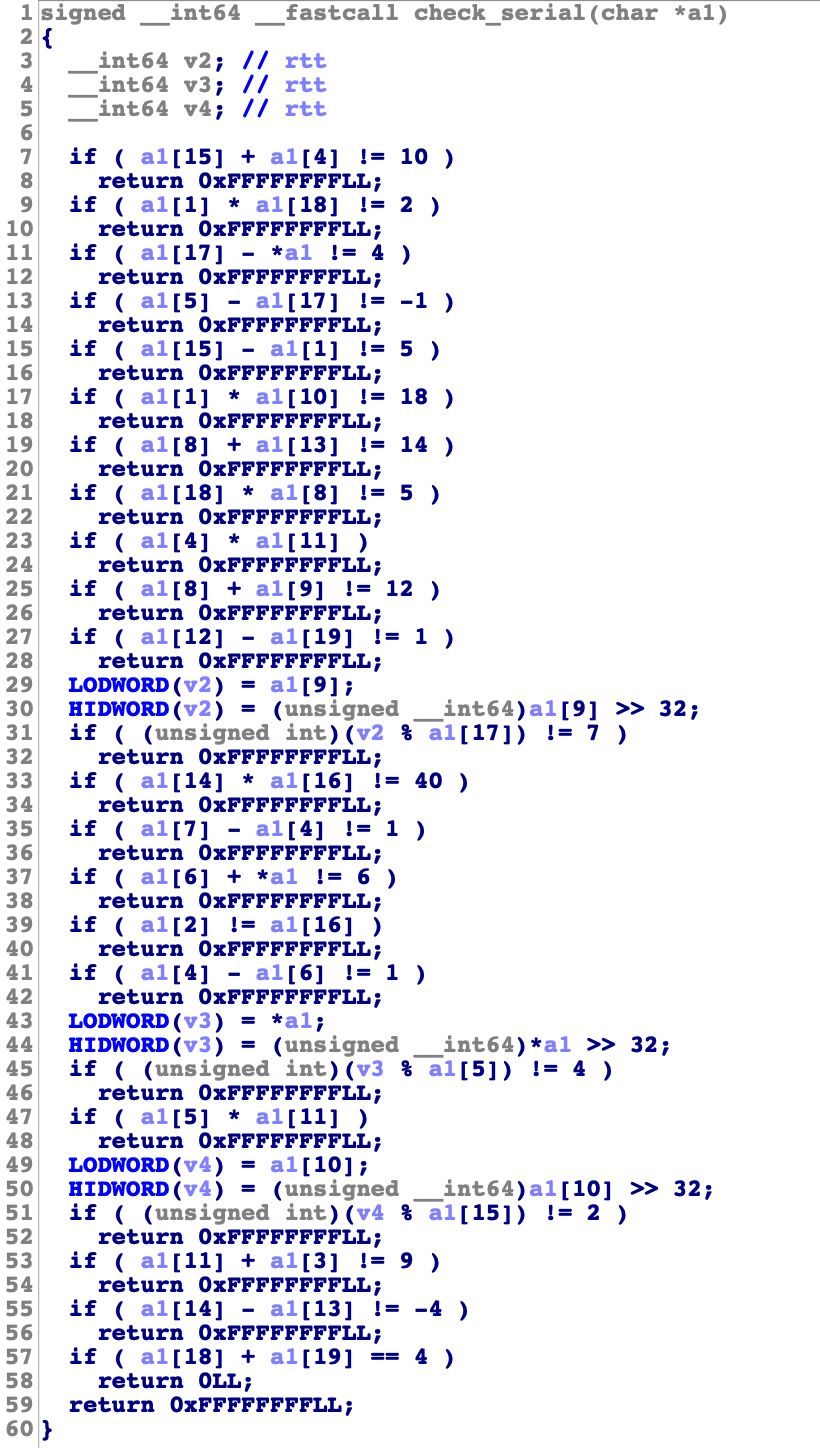 1 signed __int64 __fastcall check_serial(char *a1)
2 {
3   __int64 v2; // rtt
4   __int64 v3; // rtt
5   __int64 v4; // rtt
6
7   if ( a1[15] + a1[4] != 10 )
8     return 0xFFFFFFFFLL;
9   if ( a1[1] * a1[18] != 2 )
10     return 0xFFFFFFFFLL;
11   if ( a1[17] - *a1 != 4 )
12     return 0xFFFFFFFFLL;
13   if ( a1[5] - a1[17] != -1 )
14     return 0xFFFFFFFFLL;
15   if ( a1[15] - a1[1] != 5 )
16     return 0xFFFFFFFFLL;
17   if ( a1[1] * a1[10] != 18 )
18     return 0xFFFFFFFFLL;
19   if ( a1[8] + a1[13] != 14 )
20     return 0xFFFFFFFFLL;
21   if ( a1[18] * a1[8] != 5 )
22     return 0xFFFFFFFFLL;
23   if ( a1[4] * a1[11] )
24     return 0xFFFFFFFFLL;
25   if ( a1[8] + a1[9] != 12 )
26     return 0xFFFFFFFFLL;
27   if ( a1[12] - a1[19] != 1 )
28     return 0xFFFFFFFFLL;
29   LODWORD(v2) = a1[9];
30   HIDWORD(v2) = (unsigned __int64)a1[9] >> 32;
31   if ( (unsigned int)(v2 % a1[17]) != 7 )
32     return 0xFFFFFFFFLL;
33   if ( a1[14] * a1[16] != 40 )
34     return 0xFFFFFFFFLL;
35   if ( a1[7] - a1[4] != 1 )
36     return 0xFFFFFFFFLL;
37   if ( a1[6] + *a1 != 6 )
38     return 0xFFFFFFFFLL;
39   if ( a1[2] != a1[16] )
40     return 0xFFFFFFFFLL;
41   if ( a1[4] - a1[6] != 1 )
42     return 0xFFFFFFFFLL;
43   LODWORD(v3) = *a1;
44   HIDWORD(v3) = (unsigned __int64)*a1 >> 32;
45   if ( (unsigned int)(v3 % a1[5]) != 4 )
46     return 0xFFFFFFFFLL;
47   if ( a1[5] * a1[11] )
48     return 0xFFFFFFFFLL;
49   LODWORD(v4) = a1[10];
50   HIDWORD(v4) = (unsigned __int64)a1[10] >> 32;
51   if ( (unsigned int)(v4 % a1[15]) != 2 )
52     return 0xFFFFFFFFLL;
53   if ( a1[11] + a1[3] != 9 )
54     return 0xFFFFFFFFLL;
55   if ( a1[14] - a1[13] != -4 )
56     return 0xFFFFFFFFLL;
57   if ( a1[18] + a1[19] == 4 )
58     return 0LL;
59   return 0xFFFFFFFFLL;
60 }